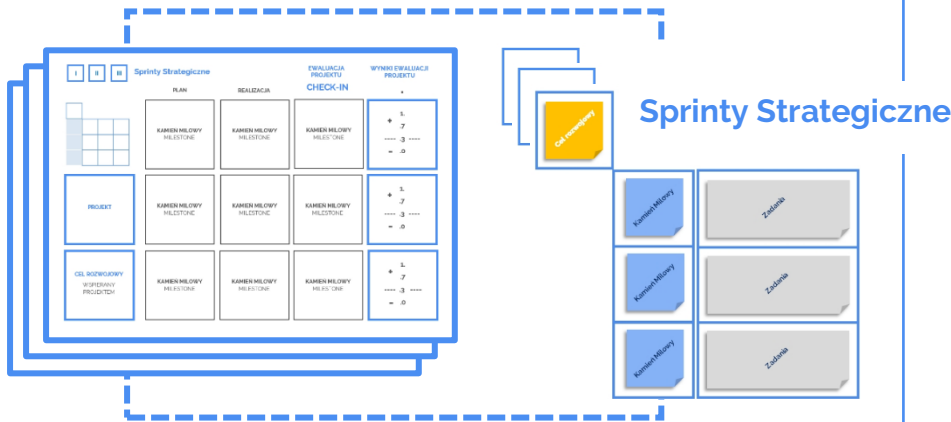 I II III Sprinty Strategiczne
EWALUACJA
PROJEKTU
CHECK-IN
WYNIKI EWALUACJI
PROJEKTU
PLAN
REALIZACJA
KAMIEŃ MILOWY
MILESTONE
KAMIEŃ MILOWY
MILESTONE
KAMIEŃ MILOWY
MILESTONE
1.
+ .7
---- .3 ----
= .0
PROJEKT
KAMIEŃ MILOWY
MILESTONE
KAMIEŃ MILOWY
MILESTONE
KAMIEŃ MILOWY
MILESTONE
1.
+ .7
---- .3 ----
= .0
CEL ROZWOJOWY
WSPIERANY
PROJEKTEM
KAMIEŃ MILOWY
MILESTONE
KAMIEŃ MILOWY
MILESTONE
KAMIEŃ MILOWY
MILESTONE
1.
+ .7
---- .3 ----
= .0
Cel rozwojowy
Sprinty Strategiczne
Kamień Milowy
Zadania
Kamień Milowy
Zadania
Kamień Milowy
Zadania